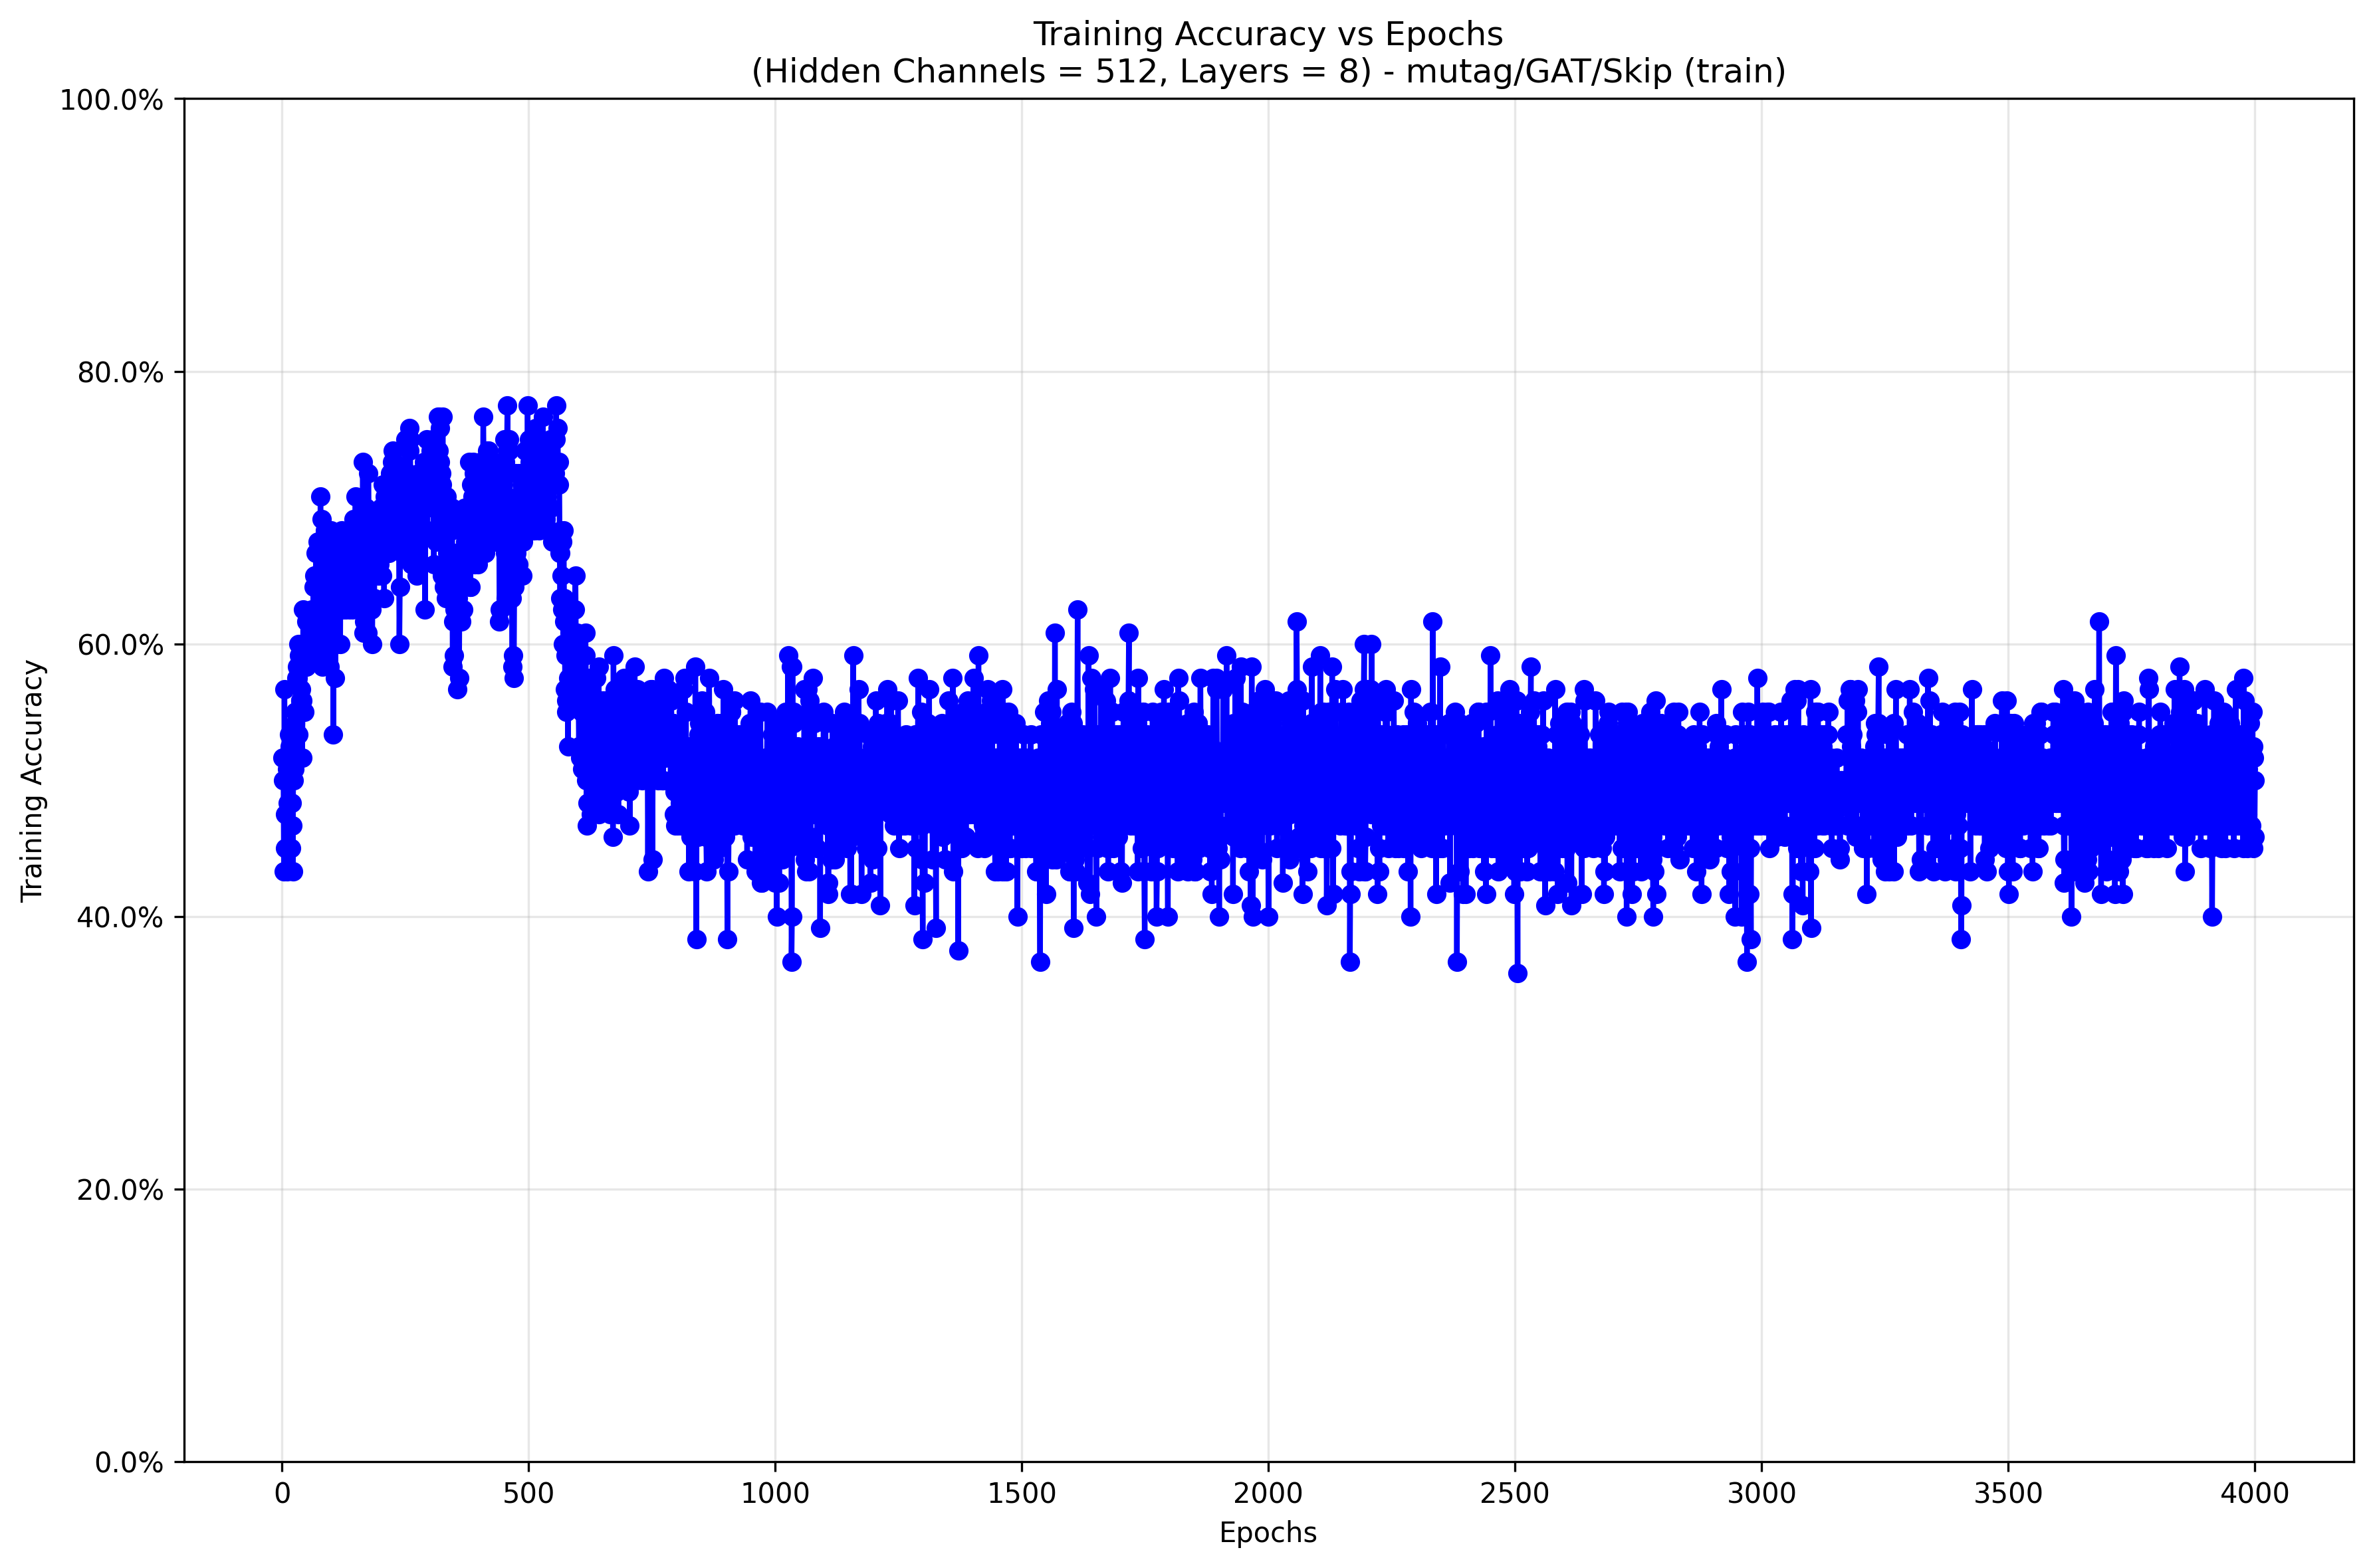 Training Accuracy vs Epochs
(Hidden Channels = 512, Layers = 8) - mutag/GAT/Skip (train)
100.0%
80.0%
60.0%
40.0%
20.0%
0.0%
Training Accuracy
0 500 1000 1500 2000 2500 3000 3500 4000
Epochs